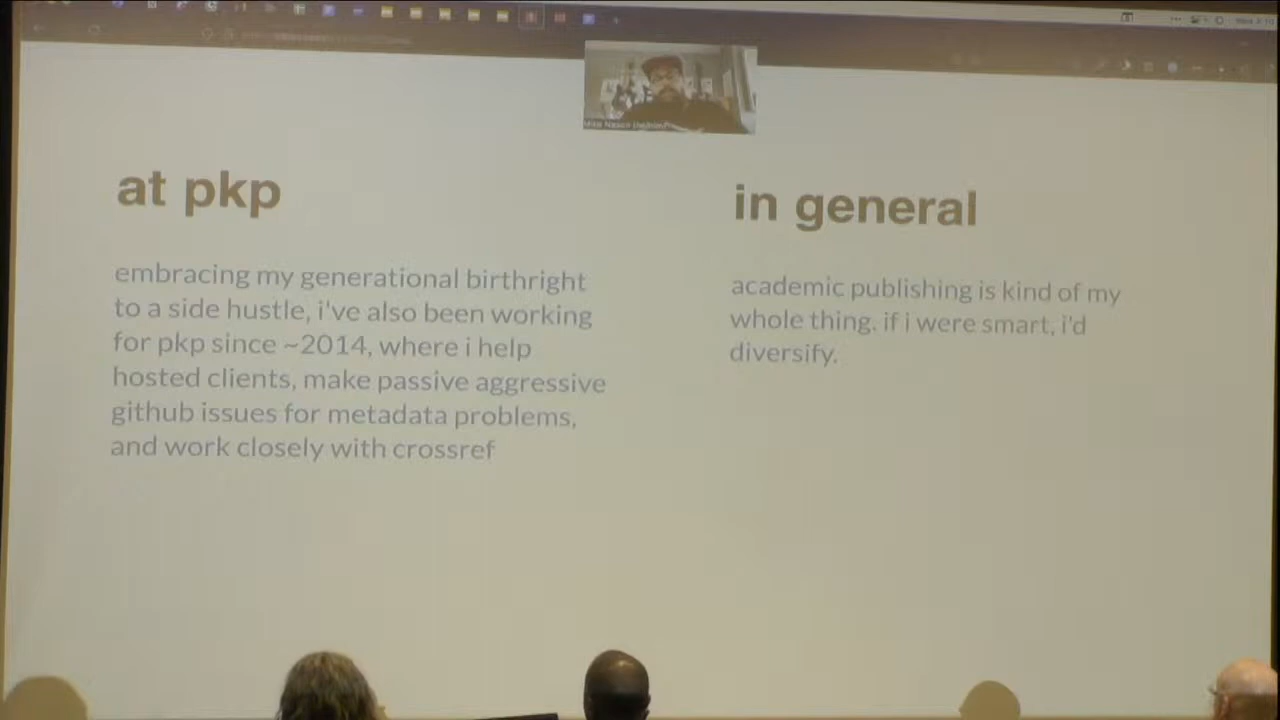 at pkp
embracing my generational birthright
to a side hustle, i've also been working
for pkp since ~2014, where i help
hosted clients, make passive aggressive
github issues for metadata problems,
and work closely with crossref
in general
academic publishing is kind of my
whole thing. if i were smart, i'd
diversify.